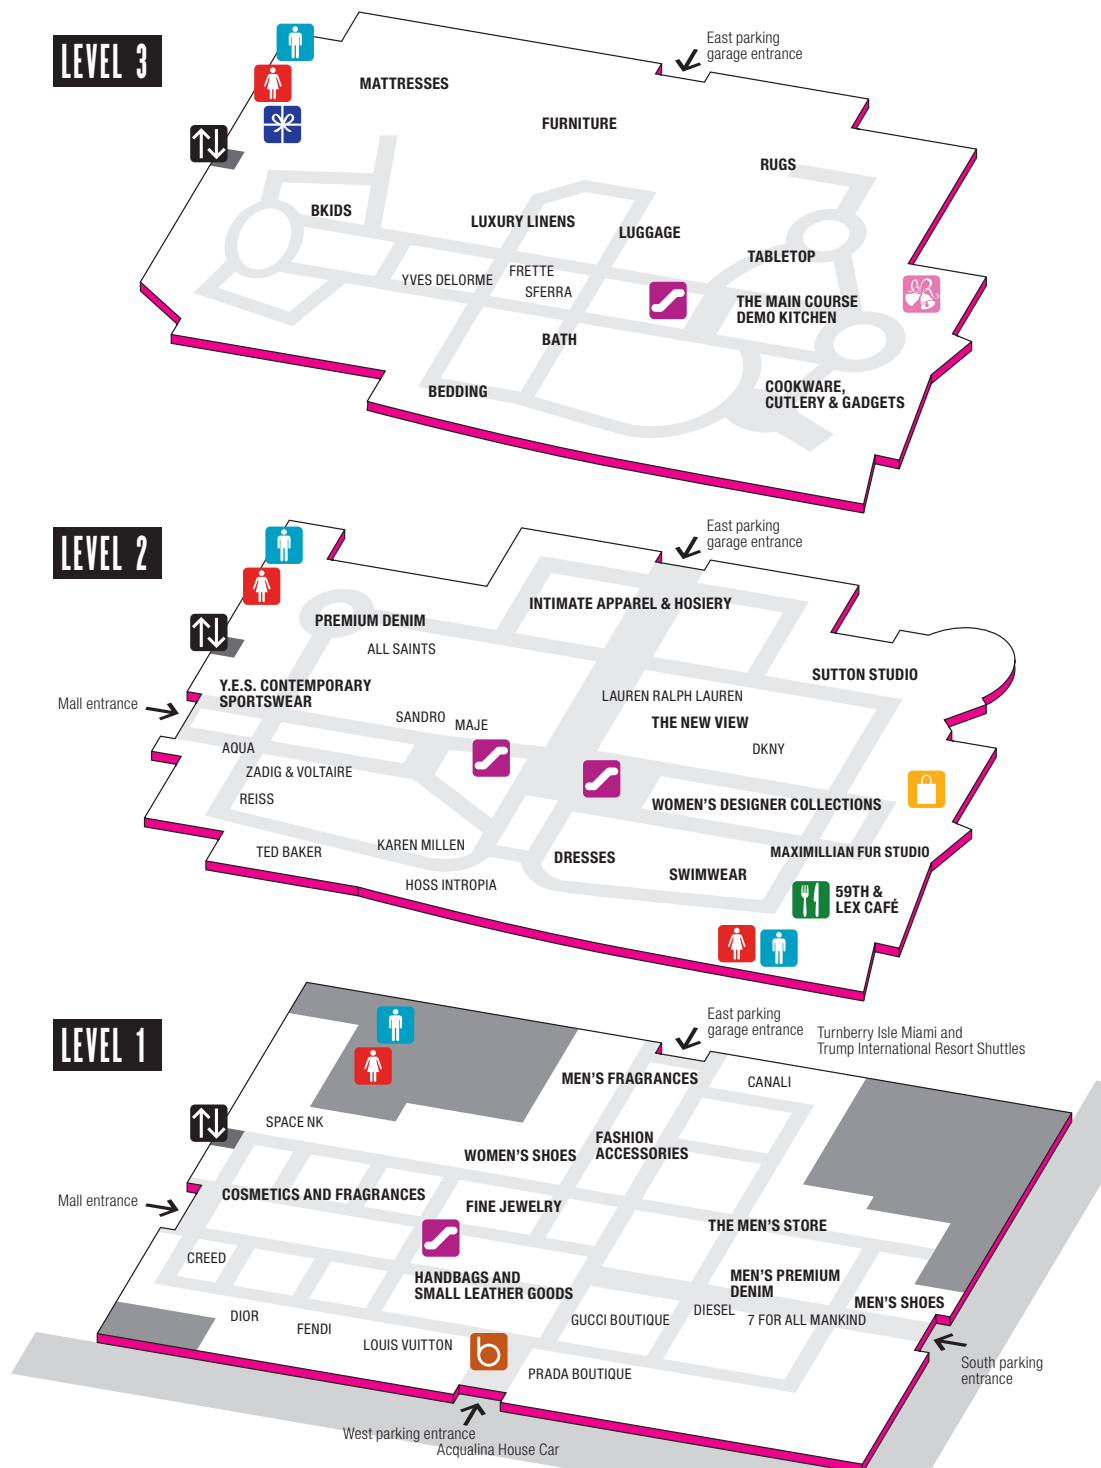 LEVEL 3
East parking
garage entrance
MATTRESSES
FURNITURE
RUGS
BKIDS
LUXURY LINENS
LUGGAGE
TABLETOP
YVES DELORME
FRETTE
SFERRA
THE MAIN COURSE
DEMO KITCHEN
BATH
BEDDING
COOKWARE,
CUTLERY & GADGETS
LEVEL 2
East parking
garage entrance
INTIMATE APPAREL & HOSIERY
PREMIUM DENIM
ALL SAINTS
SUTTON STUDIO
Y.E.S. CONTEMPORARY
SPORTSWEAR
LAUREN RALPH LAUREN
Mall entrance
SANDRO
MAJE
THE NEW VIEW
AQUA
DKNY
ZADIG & VOLTAIRE
REISS
WOMEN'S DESIGNER COLLECTIONS
TED BAKER
KAREN MILLEN
DRESSES
MAXIMILLIAN FUR STUDIO
SWIMWEAR
HOSS INTROPIA
59TH &
LEX CAFÉ
LEVEL 1
East parking
garage entrance
Turnberry Isle Miami and
Trump International Resort Shuttles
MEN'S FRAGRANCES
CANALI
SPACE NK
FASHION
ACCESSORIES
WOMEN'S SHOES
Mall entrance
COSMETICS AND FRAGRANCES
FINE JEWELRY
THE MEN'S STORE
CREED
HANDBAGS AND
SMALL LEATHER GOODS
MEN'S PREMIUM
DENIM
MEN'S SHOES
DIOR
FENDI
GUCCI BOUTIQUE
DIESEL
7 FOR ALL MANKIND
LOUIS VUITTON
b
PRADA BOUTIQUE
South parking
entrance
West parking entrance
Acqualina House Car